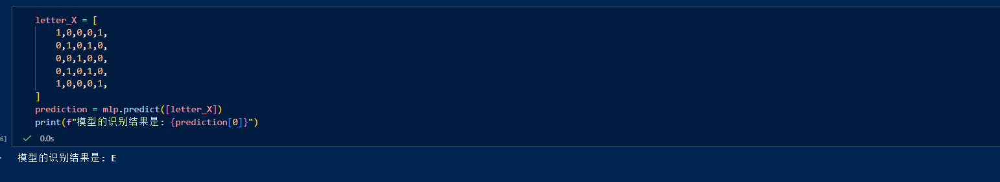 letter_X = [
    1,0,0,0,1,
    0,1,0,1,0,
    0,0,1,0,0,
    0,1,0,1,0,
    1,0,0,0,1,
]
prediction = mlp.predict([letter_X])
print(f"模型的识别结果是: {prediction[0]}")
6]
0.0s
模型的识别结果是: E